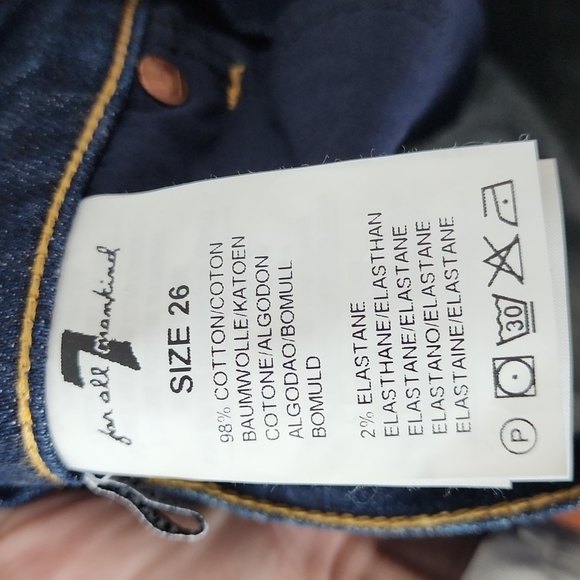 7
for all mankind
SIZE 26
98% COTTON/COTON
BAUMWOLLE/KATOEN
COTONE/ALGODON
ALGODAO/BOMULL
BOMULD
2% ELASTANE
ELASTHANE/ELASTHAN
ELASTANE/ELASTANE
ELASTANO/ELASTANE
ELASTAINE/ELASTANE
P
30